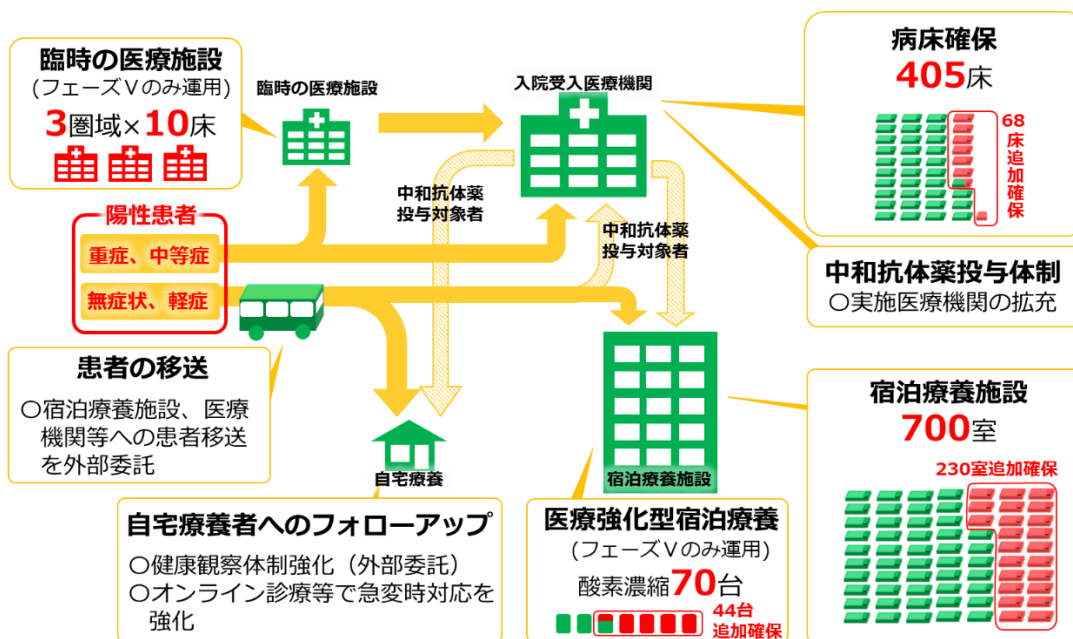 臨時の医療施設
(フェーズⅤのみ運用)
3圏域×10床
臨時の医療施設
入院受入医療機関
病床確保
405床
68床追加確保
陽性患者
重症、中等症
無症状、軽症
中和抗体薬
投与対象者
中和抗体薬
投与対象者
中和抗体薬投与体制
○実施医療機関の拡充
患者の移送
○宿泊療養施設、医療
機関等への患者移送
を外部委託
自宅療養
宿泊療養施設
宿泊療養施設
700室
230室追加確保
自宅療養者へのフォローアップ
○健康観察体制強化（外部委託）
○オンライン診療等で急変時対応を
強化
医療強化型宿泊療養
(フェーズⅤのみ運用)
酸素濃縮70台
44台
追加確保